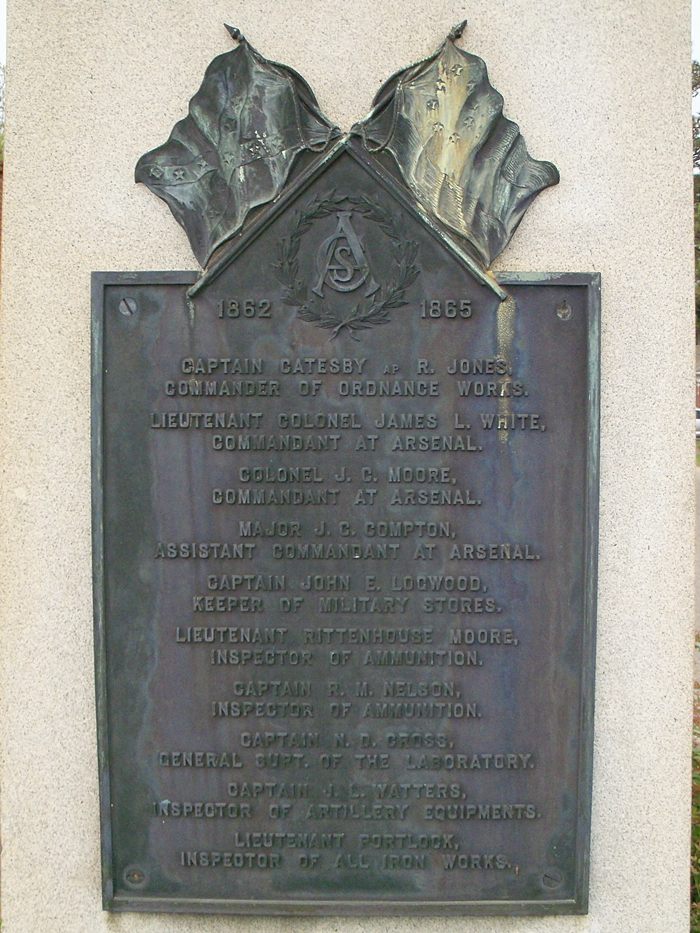 CSA
1862 1865
CAPTAIN CATESBY AP R. JONES,
COMMANDER OF ORDNANCE WORKS.
LIEUTENANT COLONEL JAMES L. WHITE,
COMMANDANT AT ARSENAL.
COLONEL J. C. MOORE,
COMMANDANT AT ARSENAL.
MAJOR J. C. COMPTON,
ASSISTANT COMMANDANT AT ARSENAL.
CAPTAIN JOHN E. LOGWOOD,
KEEPER OF MILITARY STORES.
LIEUTENANT RITTENHOUSE MOORE,
INSPECTOR OF AMMUNITION.
CAPTAIN R. M. NELSON,
INSPECTOR OF AMMUNITION.
CAPTAIN N. D. CROSS,
GENERAL SUPT. OF THE LABORATORY.
CAPTAIN J. L. WATTERS,
INSPECTOR OF ARTILLERY EQUIPMENTS.
LIEUTENANT PORTLOCK,
INSPECTOR OF ALL IRON WORKS.